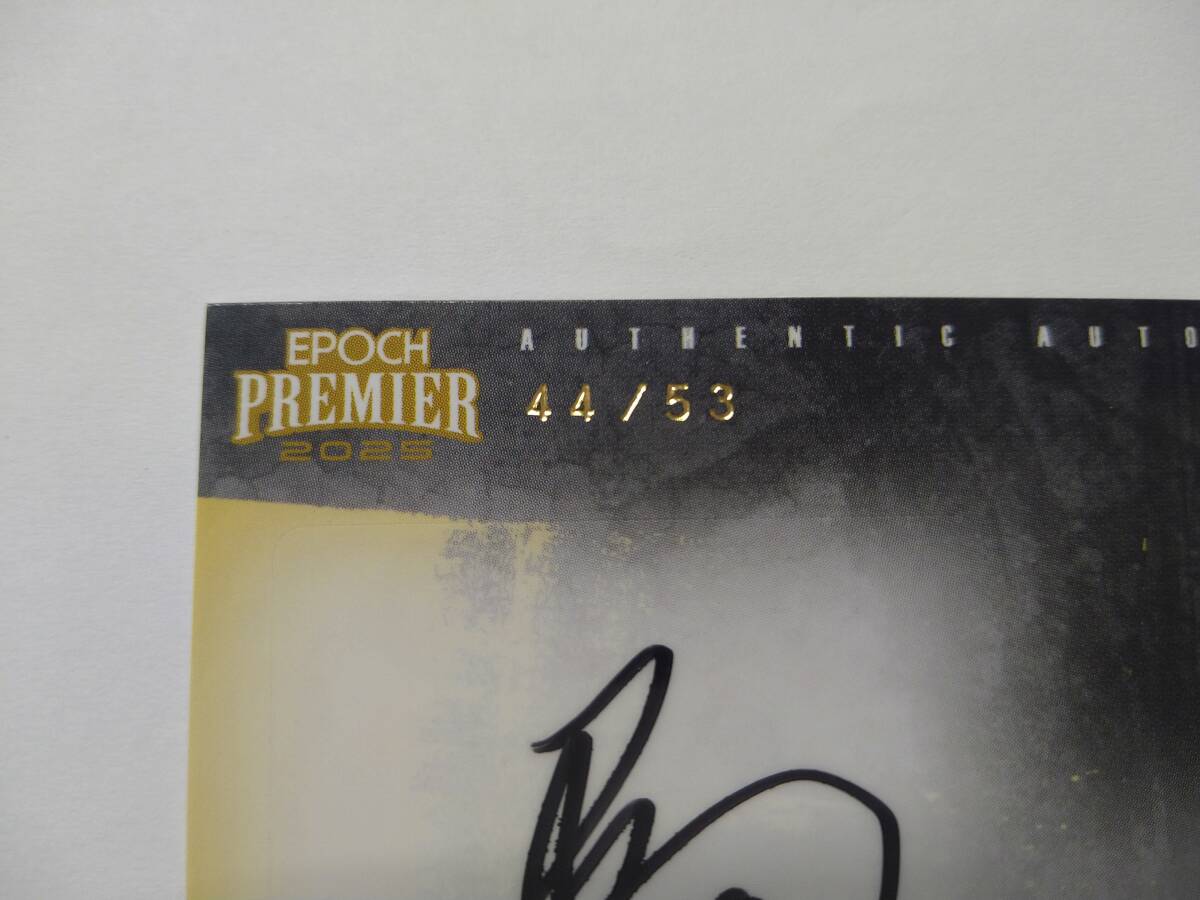 EPOCH
PREMIER
2025
AUTHENTIC AUTO
44/53